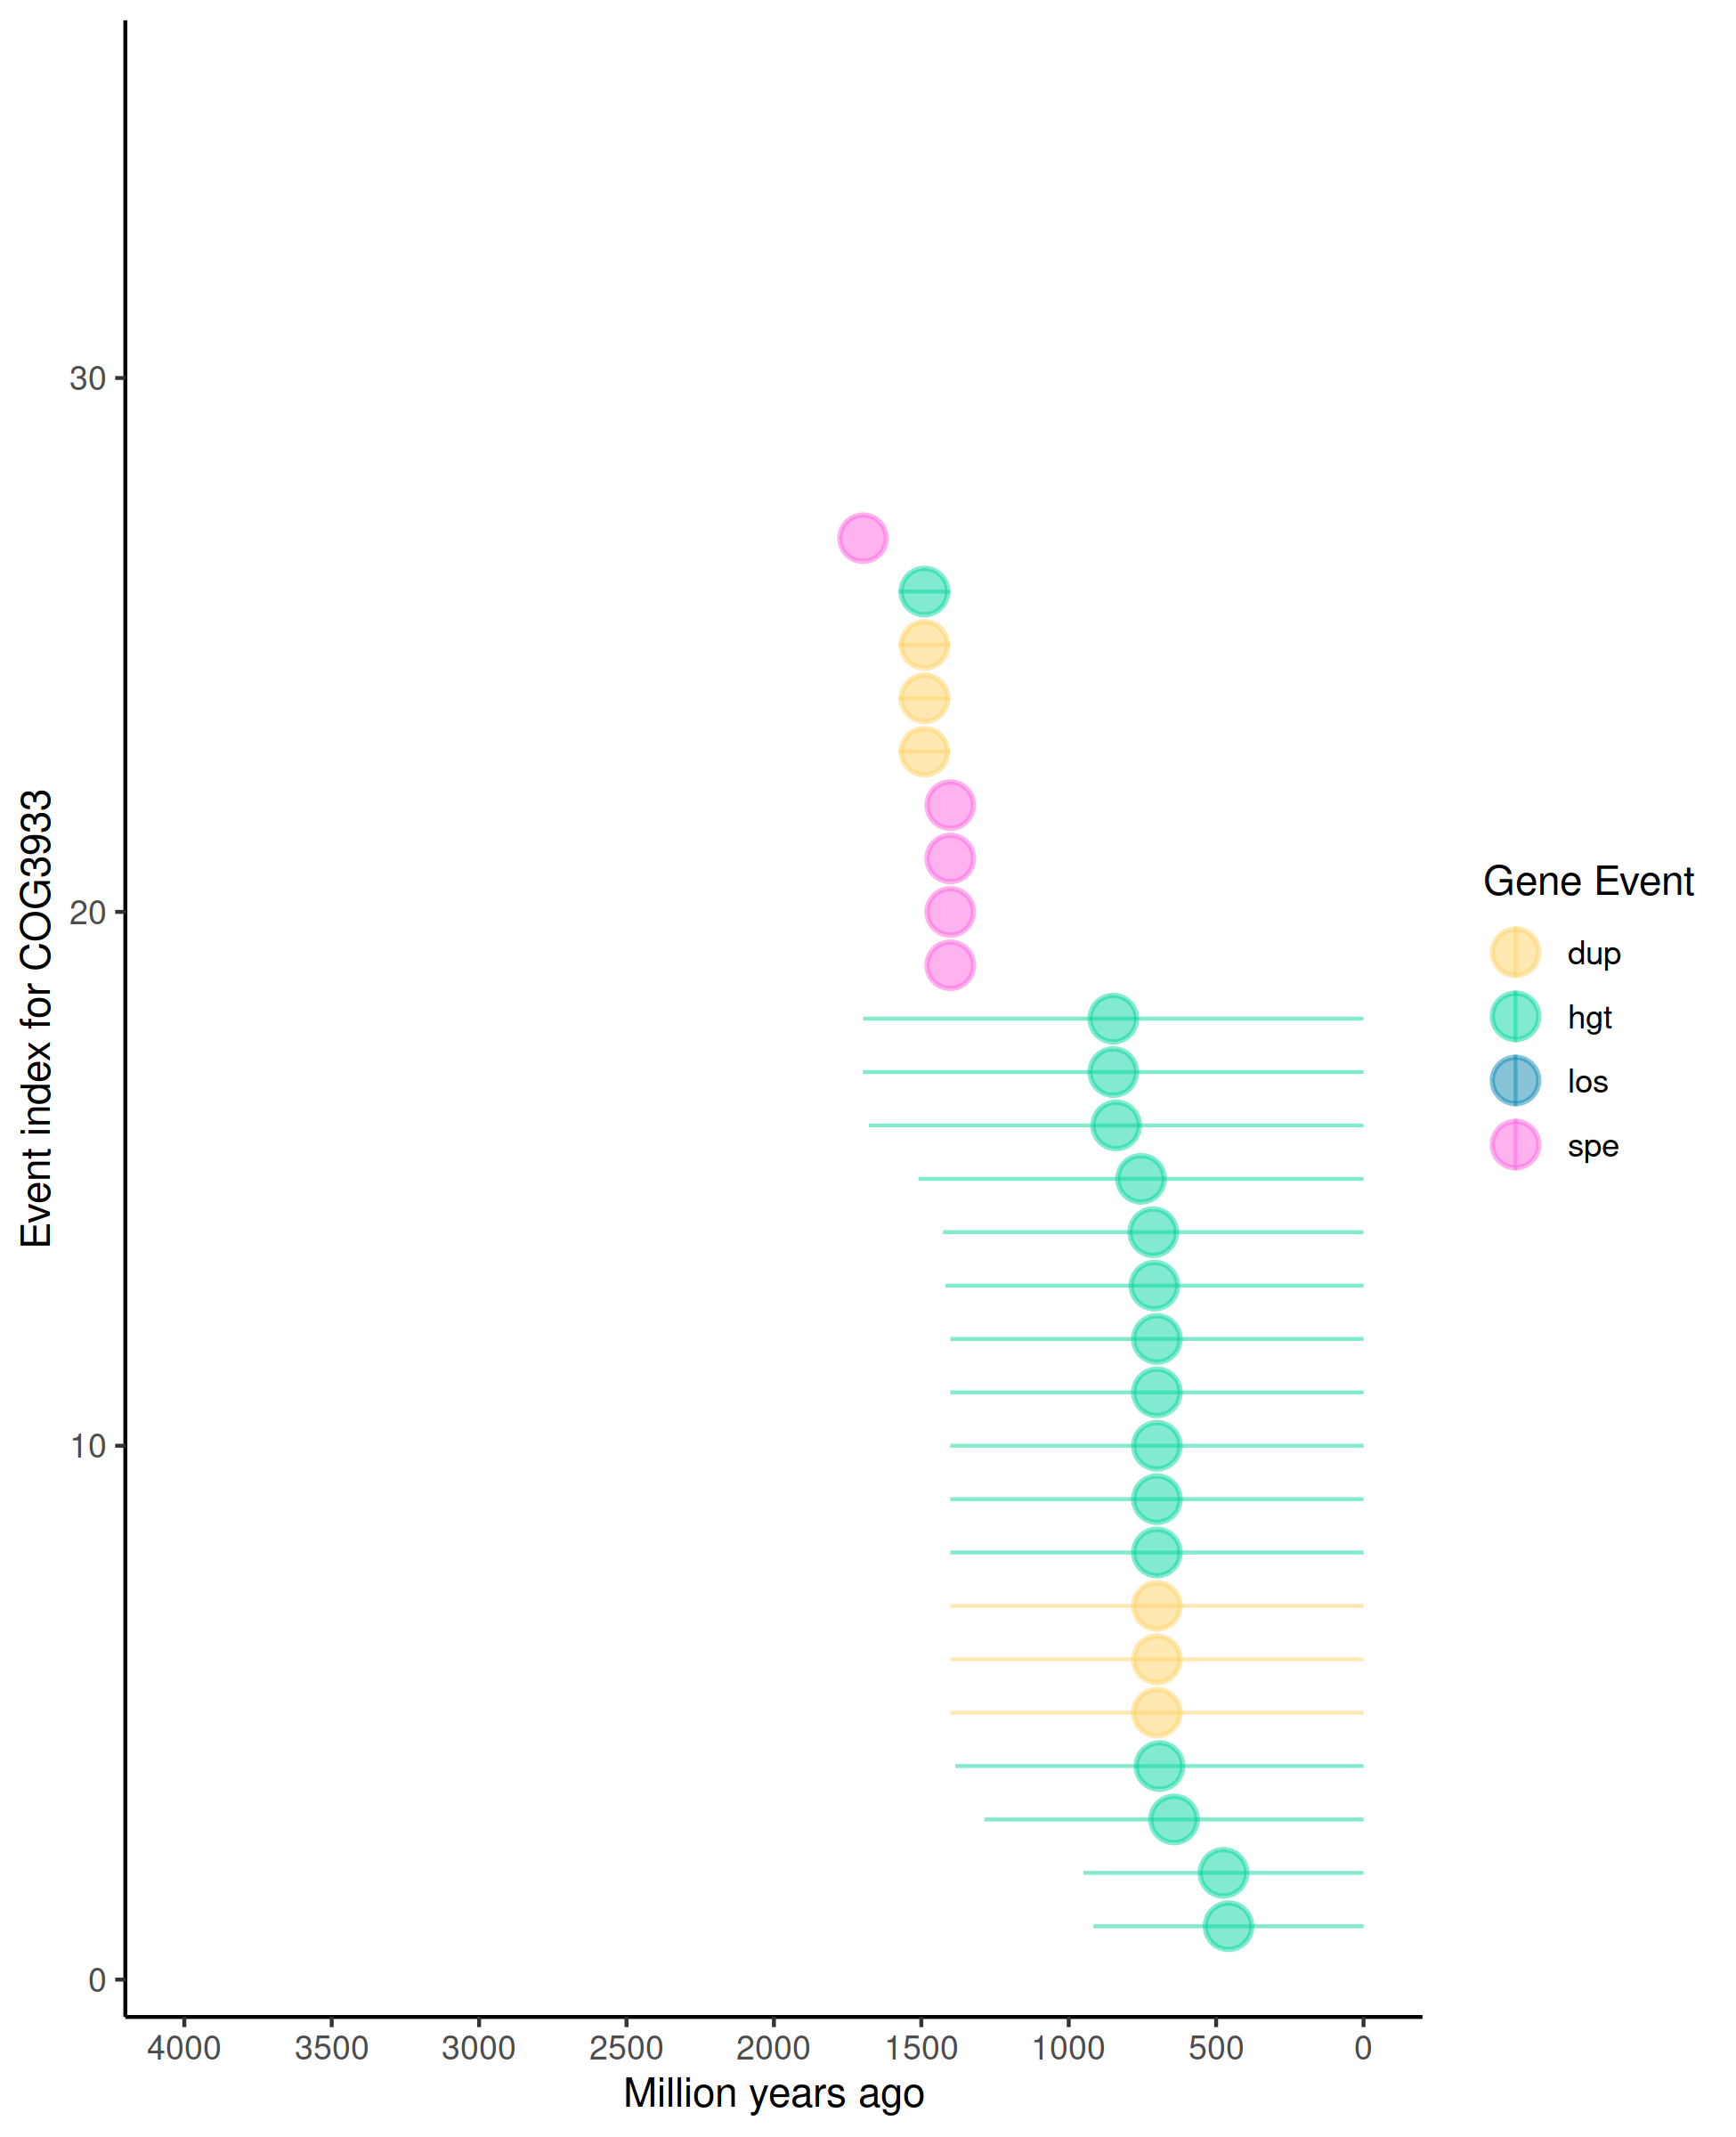 Event index for COG3933
30
20
10
0
4000 3500 3000 2500 2000 1500 1000 500 0
Million years ago
Gene Event
dup
hgt
los
spe